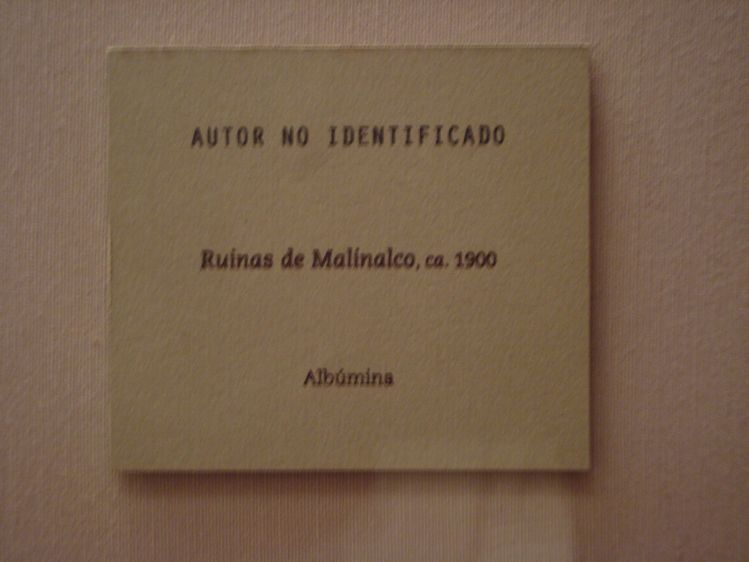 AUTOR NO IDENTIFICADO
Ruinas de Malinalco, ca. 1900
Albúmina